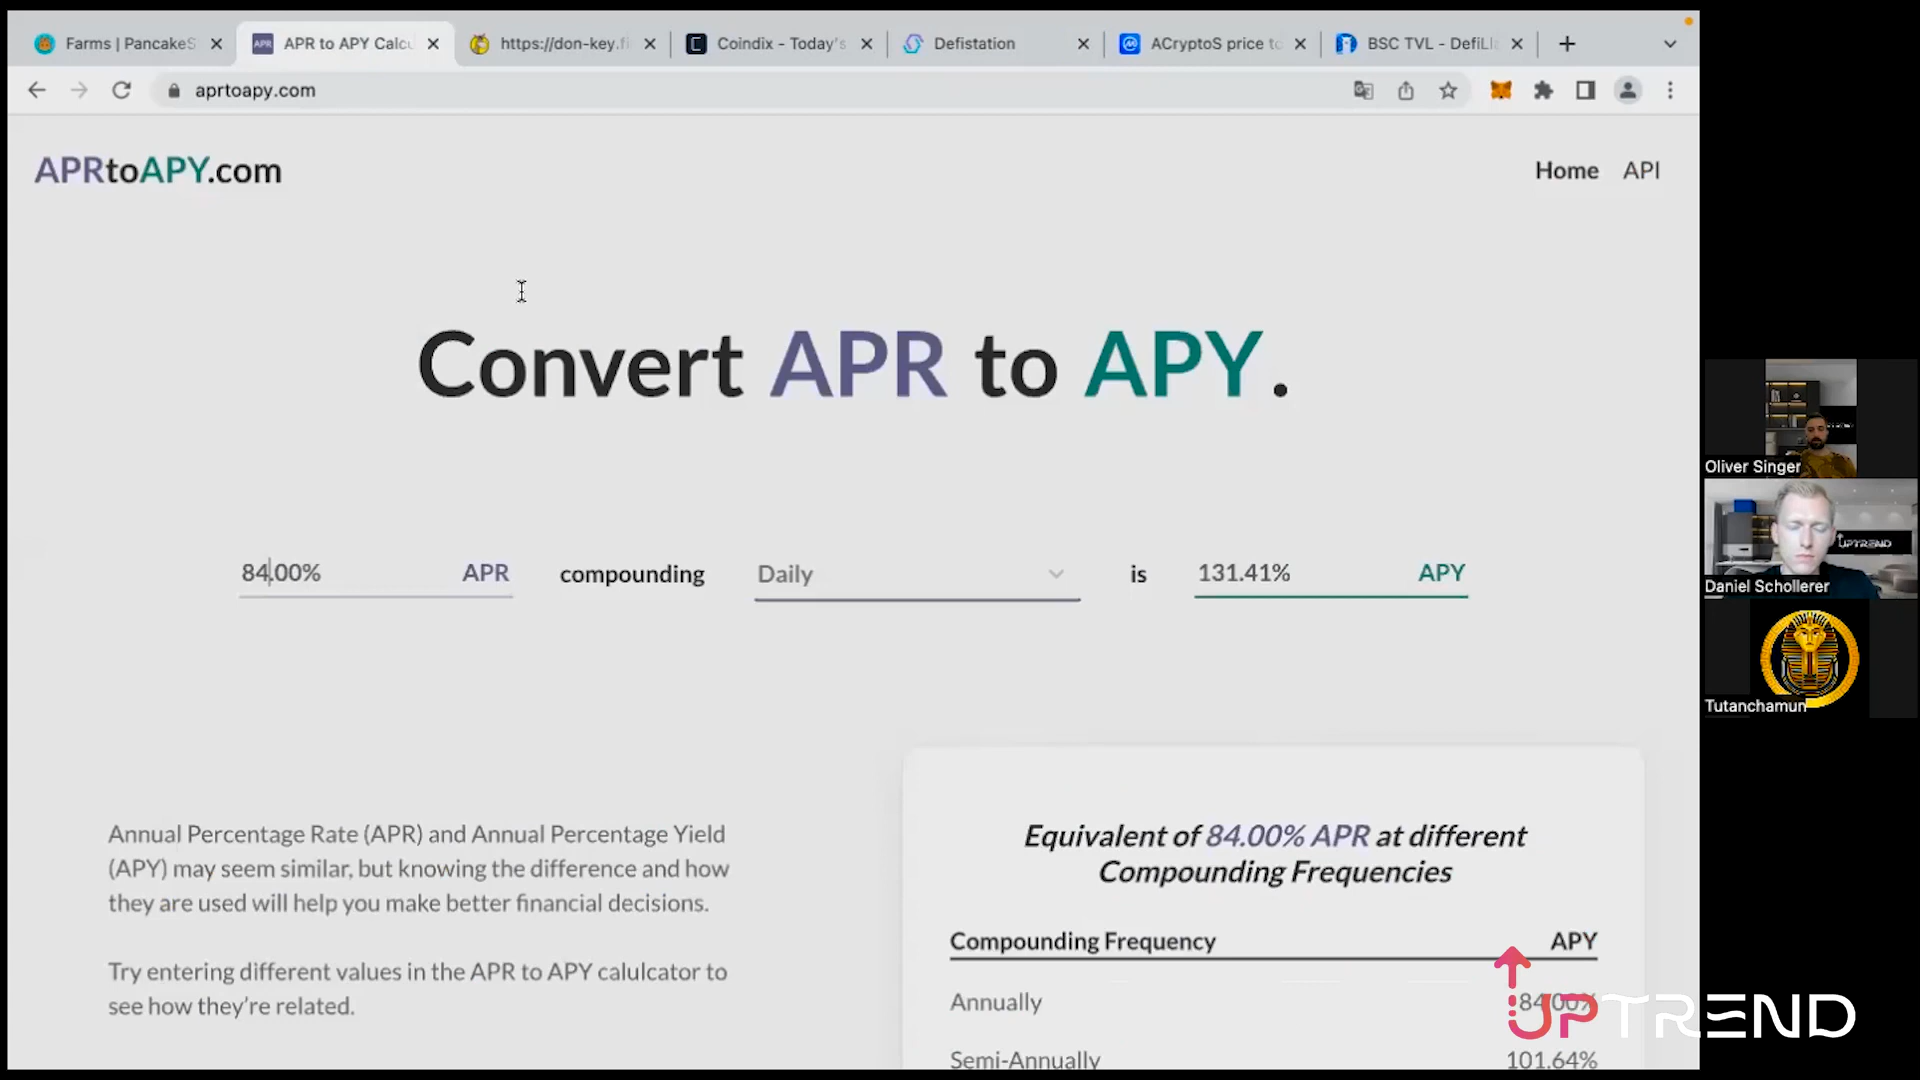 Farms | PancakeS
APR to APY Calcu
https://don-key.fi
Coindix - Today's
Defistation
ACryptoS price to
BSC TVL - DefiLl
aprtoapy.com
APRtoAPY.com
Home
API
Convert APR to APY.
84.00% APR compounding Daily is 131.41% APY
Annual Percentage Rate (APR) and Annual Percentage Yield
(APY) may seem similar, but knowing the difference and how
they are used will help you make better financial decisions.
Try entering different values in the APR to APY calulcator to
see how they're related.
Equivalent of 84.00% APR at different
Compounding Frequencies
Compounding Frequency APY
Annually 84.00%
Semi-Annually 101.64%
Oliver Singer
UPTREND
Daniel Schollerer
Tutanchamun
UPTREND